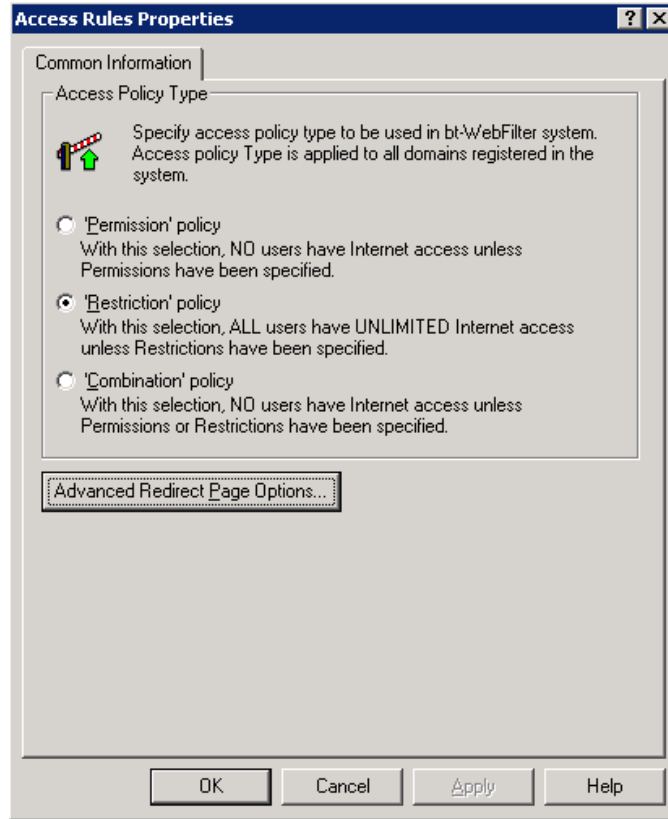 Access Rules Properties
Common Information
Access Policy Type
Specify access policy type to be used in bt-WebFilter system.
Access policy Type is applied to all domains registered in the
system.
'Permission' policy
With this selection, NO users have Internet access unless
Permissions have been specified.
'Restriction' policy
With this selection, ALL users have UNLIMITED Internet access
unless Restrictions have been specified.
'Combination' policy
With this selection, NO users have Internet access unless
Permissions or Restrictions have been specified.
Advanced Redirect Page Options...
OK
Cancel
Apply
Help